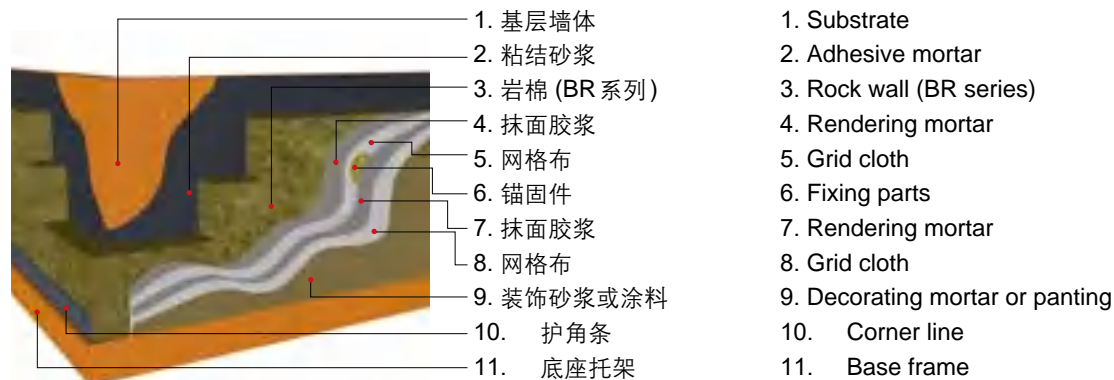 1. 基层墙体 1. Substrate
2. 粘结砂浆 2. Adhesive mortar
3. 岩棉 (BR系列) 3. Rock wall (BR series)
4. 抹面胶浆 4. Rendering mortar
5. 网格布 5. Grid cloth
6. 锚固件 6. Fixing parts
7. 抹面胶浆 7. Rendering mortar
8. 网格布 8. Grid cloth
9. 装饰砂浆或涂料 9. Decorating mortar or panting
10. 护角条 10. Corner line
11. 底座托架 11. Base frame